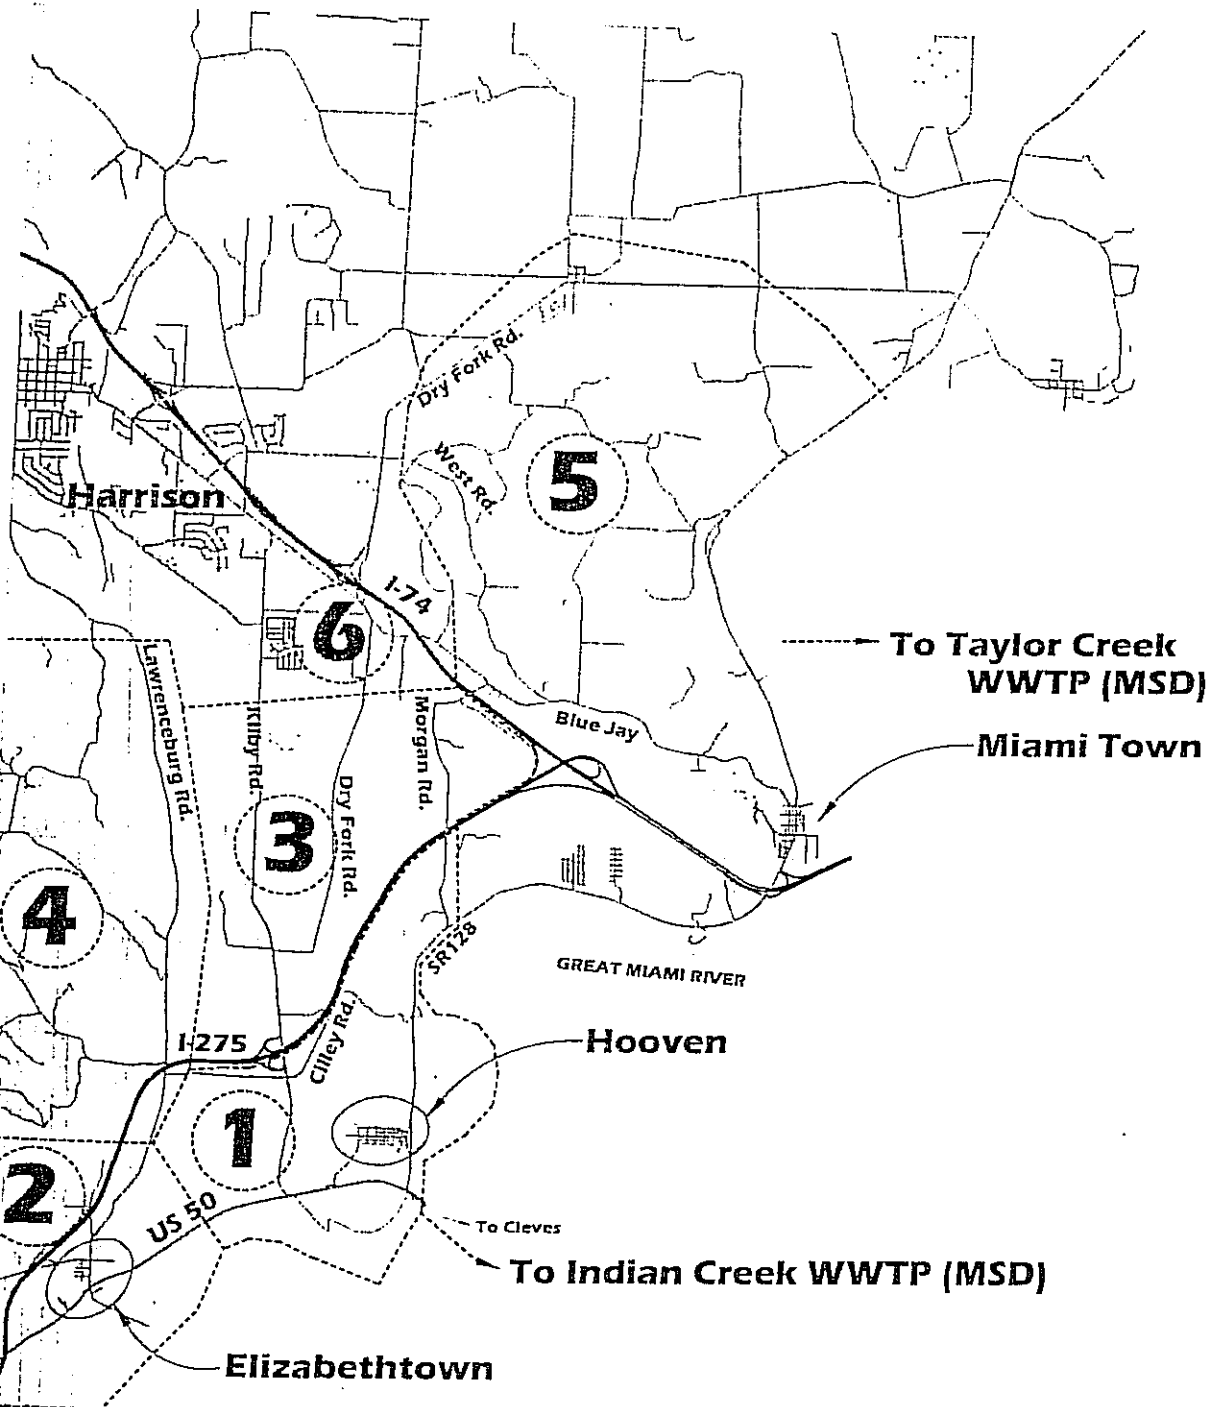 Dry Fork Rd.
West Rd.
5
Harrison
I-74
6
To Taylor Creek
WWTP (MSD)
Lawrenceburg Rd.
Kilby Rd.
Morgan Rd.
Blue Jay
Miami Town
Dry Fork Rd.
3
4
SR128
GREAT MIAMI RIVER
I-275
Cilley Rd.
Hooven
1
2
US 50
To Cleves
To Indian Creek WWTP (MSD)
Elizabethtown